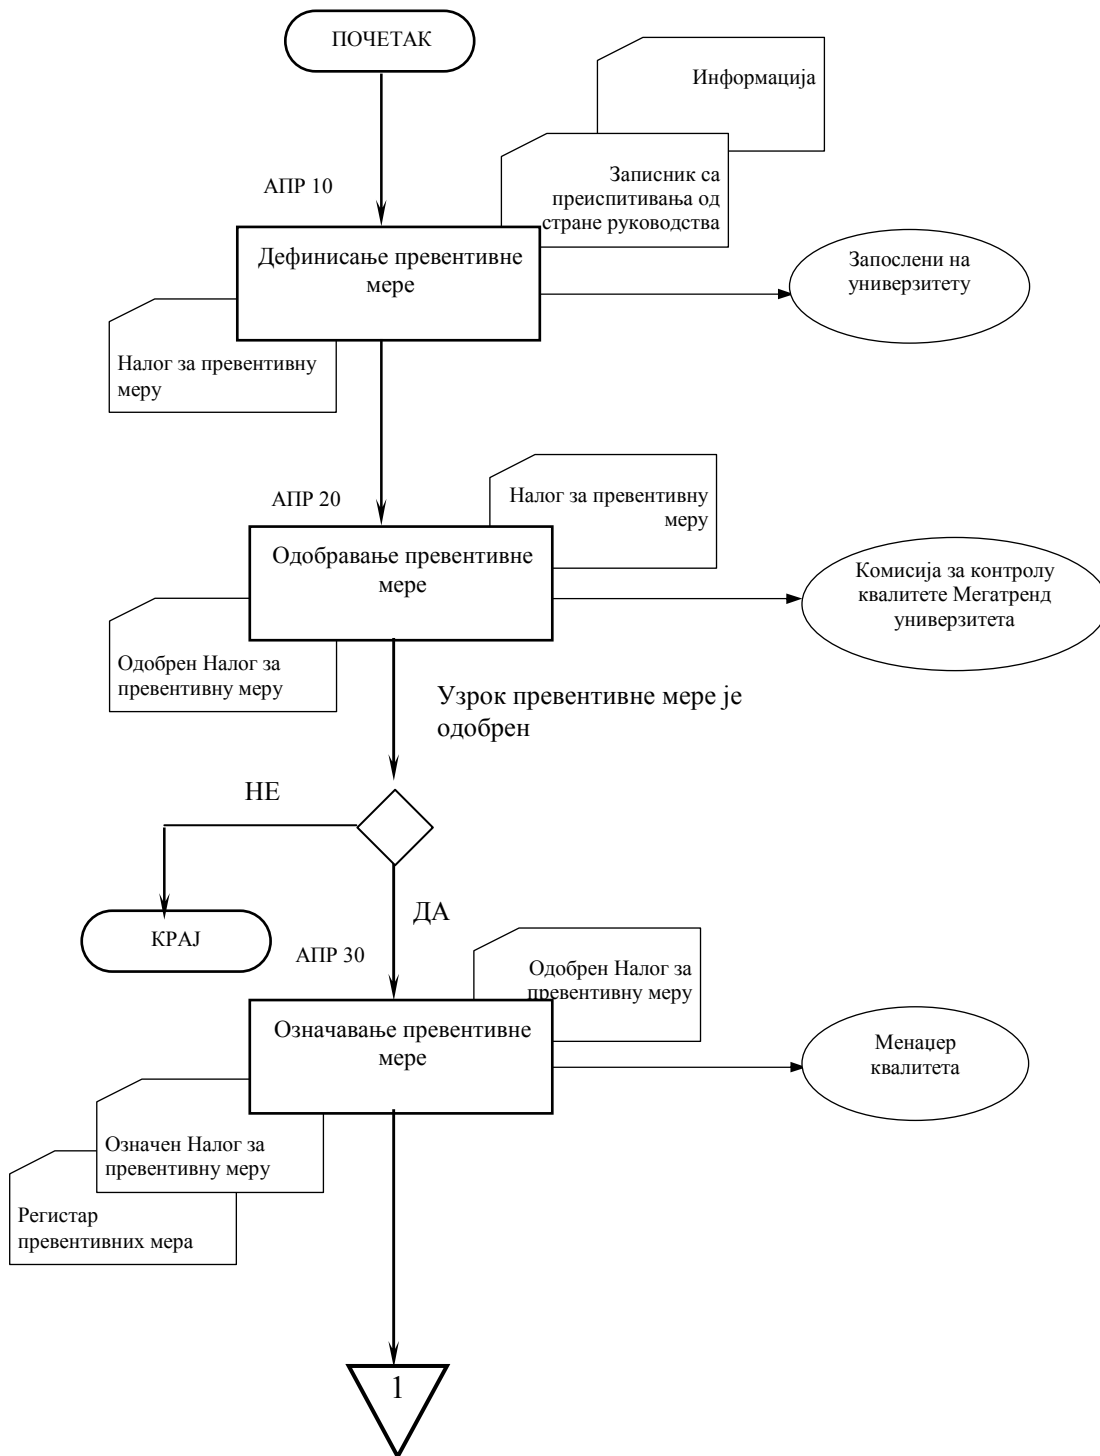 ПОЧЕТАК
Информација
Записник са
преиспитивања од
стране руководства
АПР 10
Дефинисање превентивне
мере
Запослени на
универзитету
Налог за превентивну
меру
АПР 20
Налог за превентивну
меру
Одобравање превентивне
мере
Комисија за контролу
квалитете Мегатренд
универзитета
Одобрен Налог за
превентивну меру
Узрок превентивне мере је
одобрен
НЕ
ДА
КРАЈ
АПР 30
Одобрен Налог за
превентивну меру
Означавање превентивне
мере
Менаџер
квалитета
Означен Налог за
превентивну меру
Регистар
превентивних мера
1